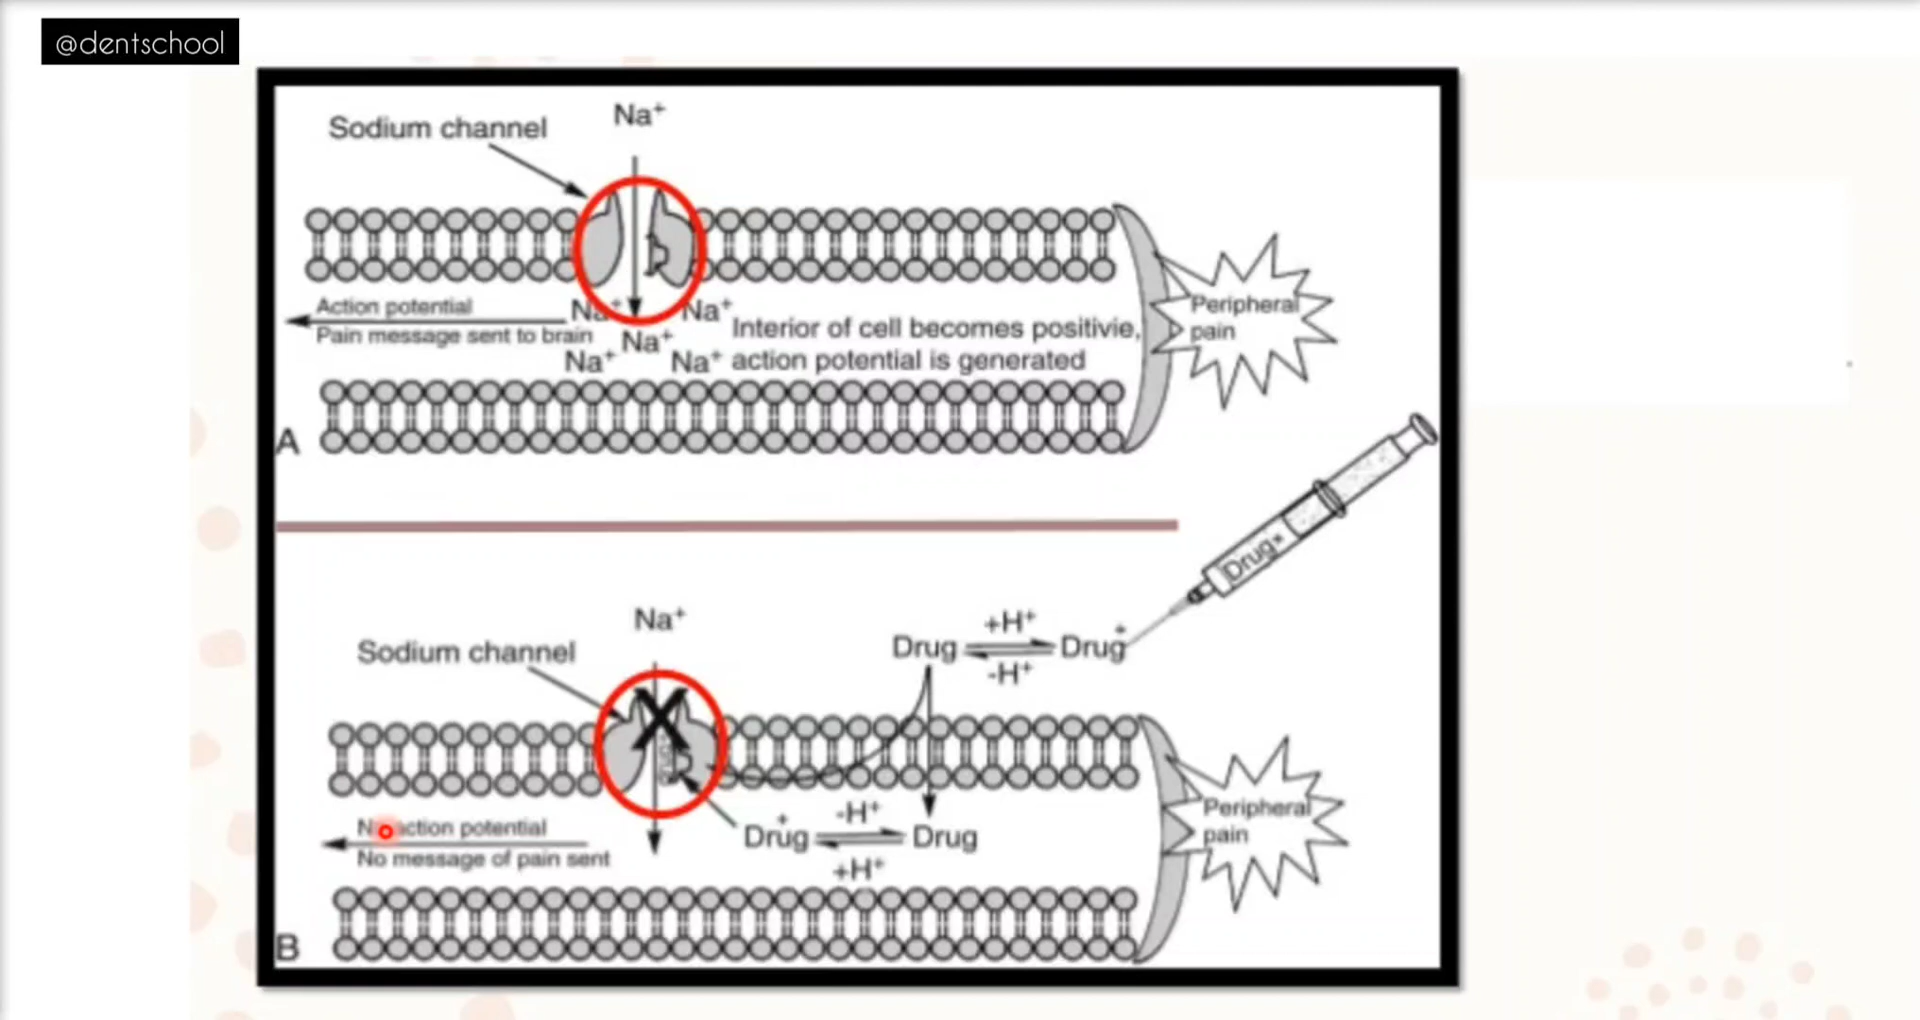 @dentschool
Na⁺
Sodium channel
Action potential
Pain message sent to brain
Na⁺
Na⁺
Na⁺
Na⁺
Na⁺
Interior of cell becomes positivie,
action potential is generated
Peripheral
pain
A
Drug⁺
Na⁺
Sodium channel
+H⁺
Drug
Drug⁺
-H⁺
Drug⁺
-H⁺
Drug
+H⁺
action potential
No message of pain sent
Peripheral
pain
B